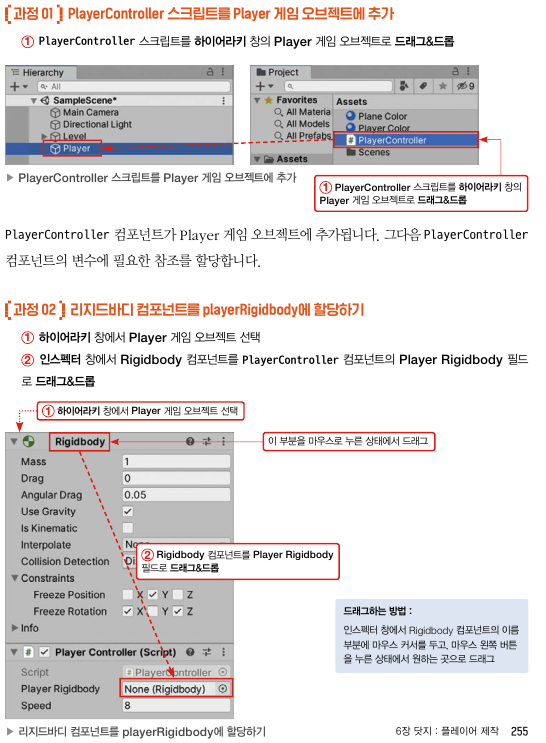 [과정 01] PlayerController 스크립트를 Player 게임 오브젝트에 추가
① PlayerController 스크립트를 하이어라키 창의 Player 게임 오브젝트로 드래그&드롭
Hierarchy
All
SampleScene*
Main Camera
Directional Light
Level
Player
Project
9
Favorites
All Materia
All Models
All Prefabs
Assets
Assets
Plane Color
Player Color
PlayerController
Scenes
▶ PlayerController 스크립트를 Player 게임 오브젝트에 추가
① PlayerController 스크립트를 하이어라키 창의
Player 게임 오브젝트로 드래그&드롭
PlayerController 컴포넌트가 Player 게임 오브젝트에 추가됩니다. 그다음 PlayerController
컴포넌트의 변수에 필요한 참조를 할당합니다.
[과정 02] 리지드바디 컴포넌트를 playerRigidbody에 할당하기
① 하이어라키 창에서 Player 게임 오브젝트 선택
② 인스펙터 창에서 Rigidbody 컴포넌트를 PlayerController 컴포넌트의 Player Rigidbody 필드
로 드래그&드롭
① 하이어라키 창에서 Player 게임 오브젝트 선택
Rigidbody
이 부분을 마우스로 누른 상태에서 드래그
Mass 1
Drag 0
Angular Drag 0.05
Use Gravity
Is Kinematic
Interpolate
Collision Detection
② Rigidbody 컴포넌트를 Player Rigidbody
필드로 드래그&드롭
Constraints
Freeze Position X Y Z
Freeze Rotation X Y Z
Info
Player Controller (Script)
Script # PlayerController
Player Rigidbody None (Rigidbody)
Speed 8
드래그하는 방법 :
인스펙터 창에서 Rigidbody 컴포넌트의 이름
부분에 마우스 커서를 두고, 마우스 왼쪽 버튼
을 누른 상태에서 원하는 곳으로 드래그
▶ 리지드바디 컴포넌트를 playerRigidbody에 할당하기
6장 닷지 : 플레이어 제작 255